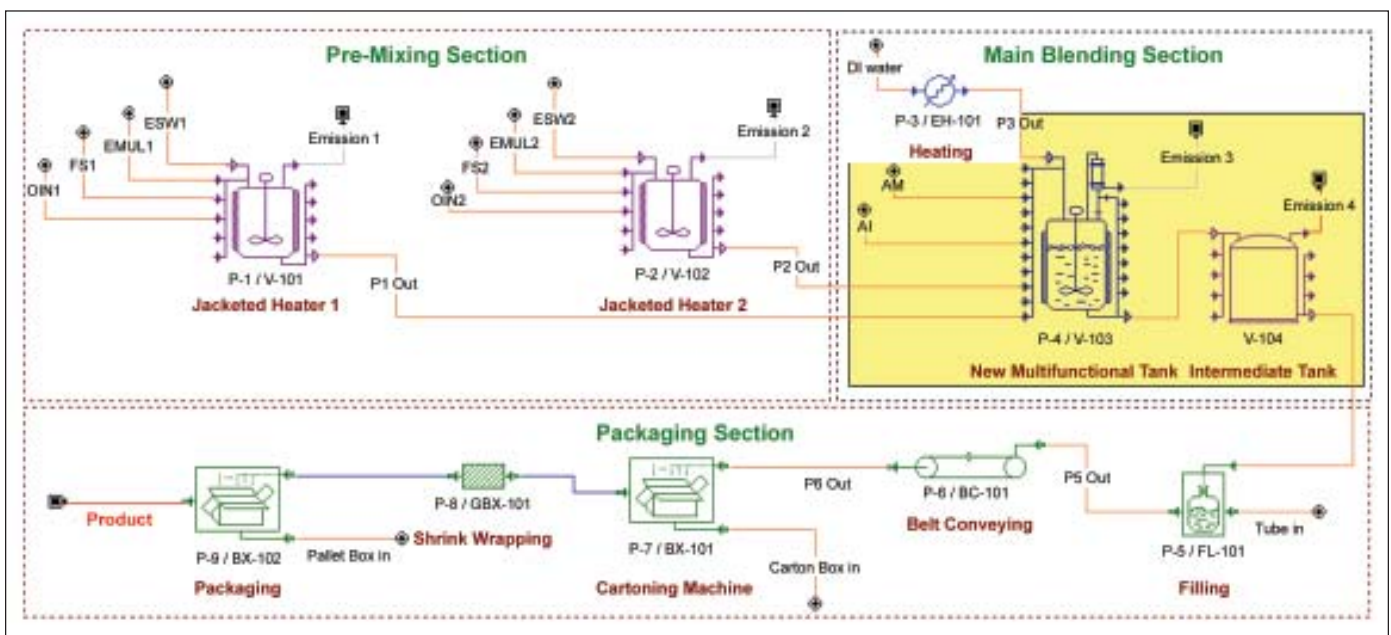 Pre-Mixing Section
ESW1
EMUL1
FS1
OIN1
Emission 1
P-1 / V-101
Jacketed Heater 1
P1 Out
ESW2
EMUL2
FS2
OIN2
Emission 2
P-2 / V-102
Jacketed Heater 2
P2 Out
Main Blending Section
DI water
P-3 / EH-101
P3 Out
Heating
AM
AI
Emission 3
Emission 4
P-4 / V-103
V-104
New Multifunctional Tank
Intermediate Tank
Packaging Section
Product
P-9 / BX-102
Pallet Box in
Packaging
P-8 / GBX-101
Shrink Wrapping
P-7 / BX-101
Carton Box in
Cartoning Machine
P6 Out
P-6 / BC-101
Belt Conveying
P5 Out
Tube in
P-5 / FL-101
Filling